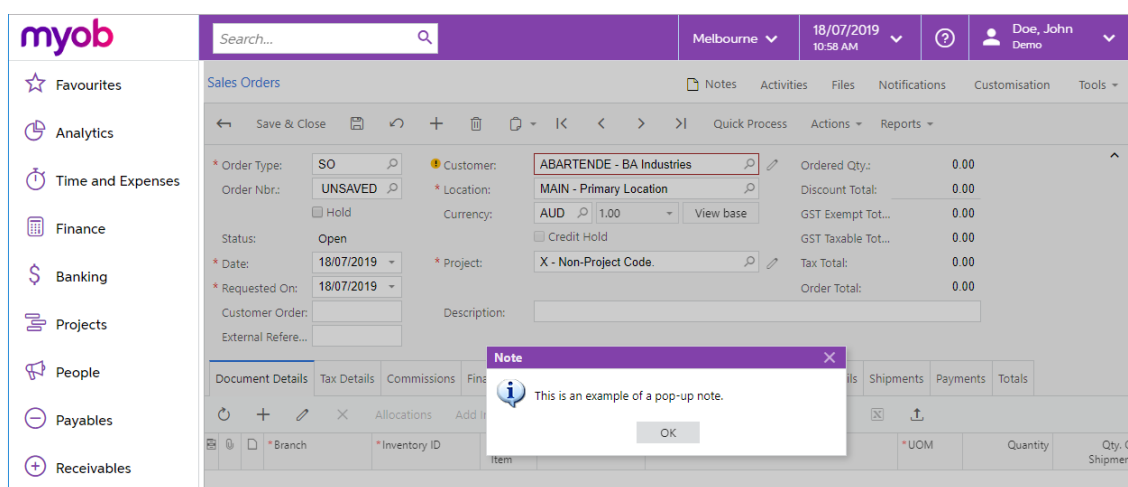 myob
Search...
Melbourne
18/07/2019
10:58 AM
?
Doe, John
Demo
Favourites
Analytics
Time and Expenses
Finance
Banking
Projects
People
Payables
Receivables
Sales Orders
Notes Activities Files Notifications Customisation Tools
Save & Close Quick Process Actions Reports
* Order Type: SO
Order Nbr.: UNSAVED
Hold
Status: Open
* Date: 18/07/2019
* Requested On: 18/07/2019
Customer Order:
External Refere...
Customer: ABARTENDE - BA Industries
* Location: MAIN - Primary Location
Currency: AUD 1.00 View base
Credit Hold
* Project: X - Non-Project Code.
Description:
Ordered Qty.: 0.00
Discount Total: 0.00
GST Exempt Tot... 0.00
GST Taxable Tot... 0.00
Tax Total: 0.00
Order Total: 0.00
Document Details Tax Details Commissions Fina ils Shipments Payments Totals
Allocations Add I
* Branch * Inventory ID Item * UOM Quantity Qty.
Shipmer
Note
i
This is an example of a pop-up note.
OK